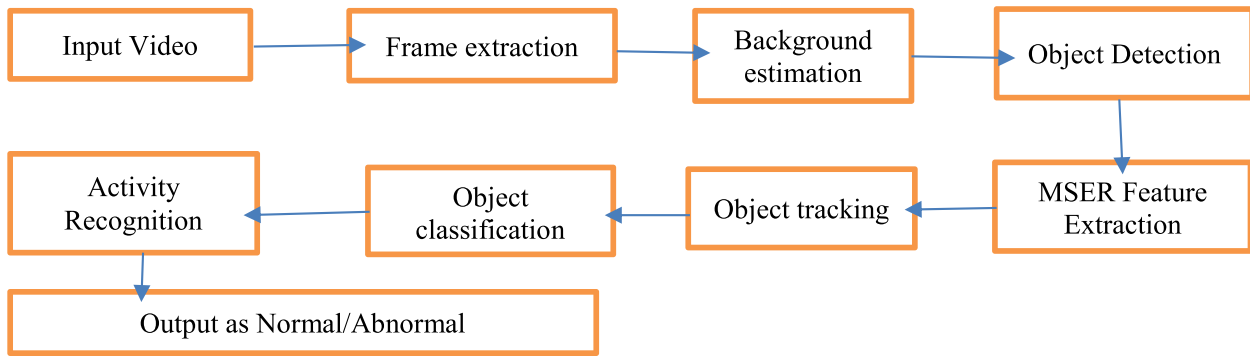 Input Video
Frame extraction
Background
estimation
Object Detection
MSER Feature
Extraction
Object tracking
Object
classification
Activity
Recognition
Output as Normal/Abnormal